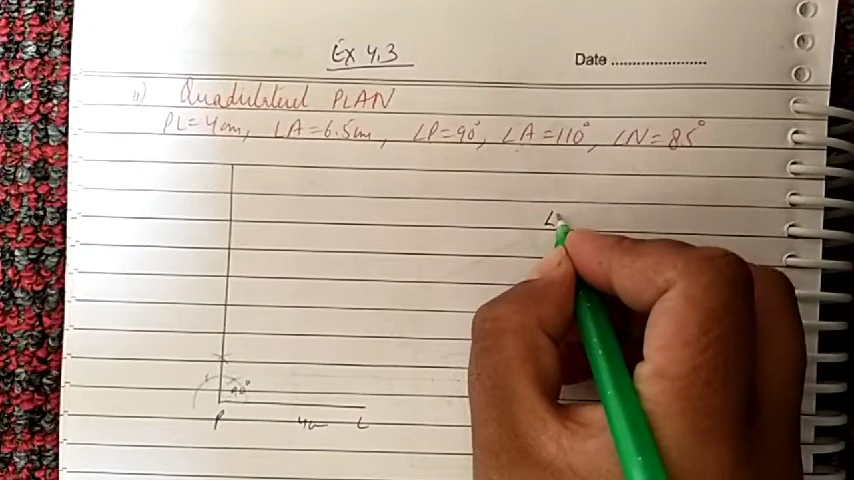 Ex 4.3
Date ........................
ii) Quadrilateral PLAN
PL=4cm, LA=6.5cm, ∠P=90°, ∠A=110°, ∠N=85°
∠
90°
P 4cm L